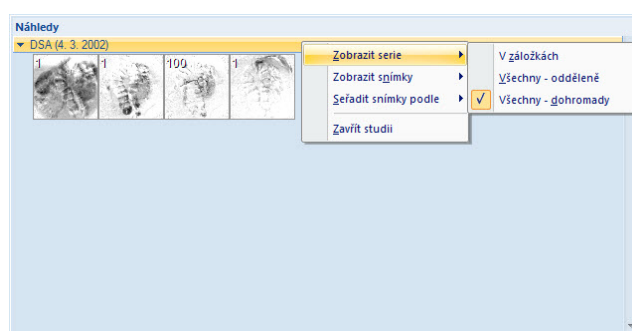 Náhledy
DSA (4. 3. 2002)
1 1 100 1
Zobrazit serie
Zobrazit snímky
Seřadit snímky podle
Zavřít studii
V záložkách
Všechny - odděleně
Všechny - dohromady